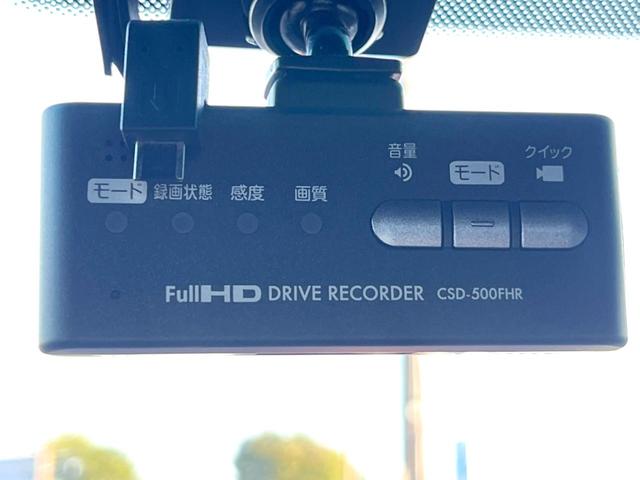 音量 モード クイック
モード 録画状態 感度 画質
FullHD DRIVE RECORDER CSD-500FHR